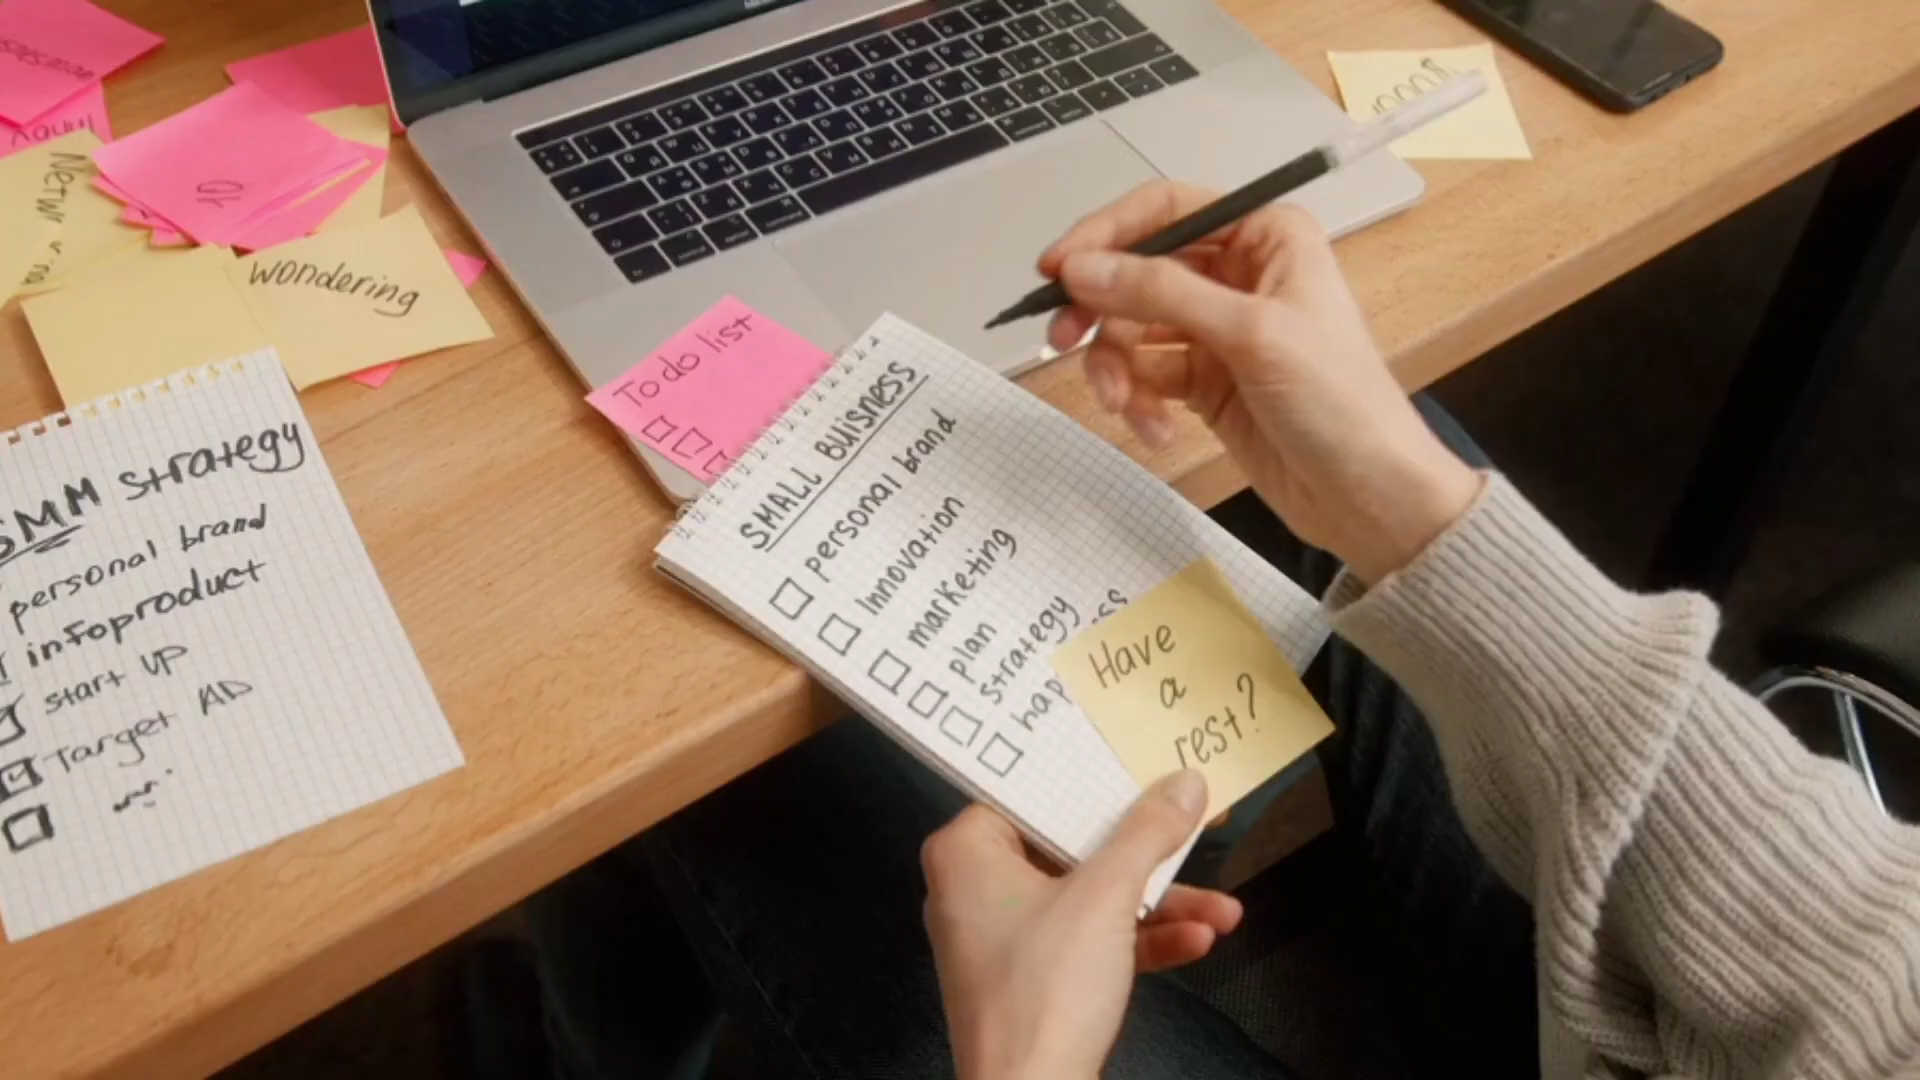 wondering
To do list
SMM strategy
personal brand
infoproduct
start UP
Target AD
SMALL BUISNESS
personal brand
Innovation
marketing
plan
strategy
Have
a
rest?